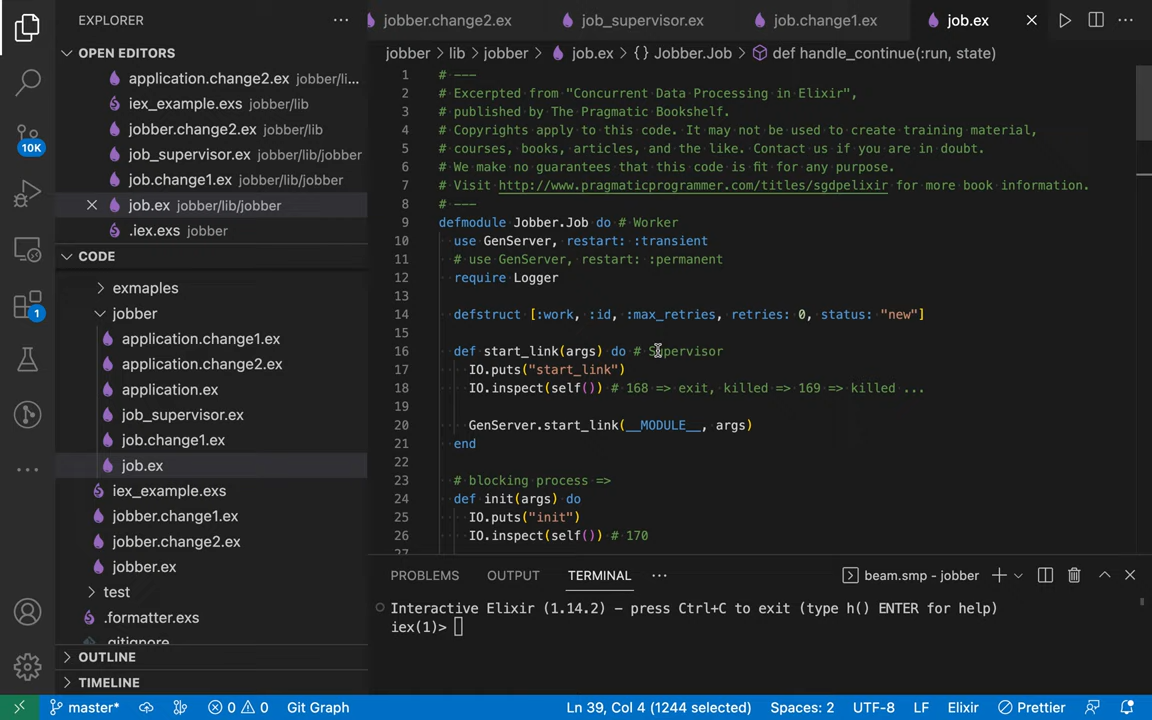 EXPLORER
OPEN EDITORS
application.change2.ex jobber/li...
iex_example.exs jobber/lib
jobber.change2.ex jobber/lib
job_supervisor.ex jobber/lib/jobber
job.change1.ex jobber/lib/jobber
job.ex jobber/lib/jobber
.iex.exs jobber
CODE
exmaples
jobber
application.change1.ex
application.change2.ex
application.ex
job_supervisor.ex
job.change1.ex
job.ex
iex_example.exs
jobber.change1.ex
jobber.change2.ex
jobber.ex
test
.formatter.exs
.gitignore
OUTLINE
TIMELINE
10K
1
jobber.change2.ex job_supervisor.ex job.change1.ex job.ex
jobber > lib > jobber > job.ex > {} Jobber.Job > def handle_continue(:run, state)
1 # ---
2 # Excerpted from "Concurrent Data Processing in Elixir",
3 # published by The Pragmatic Bookshelf.
4 # Copyrights apply to this code. It may not be used to create training material,
5 # courses, books, articles, and the like. Contact us if you are in doubt.
6 # We make no guarantees that this code is fit for any purpose.
7 # Visit http://www.pragmaticprogrammer.com/titles/sgdpelixir for more book information.
8 # ---
9 defmodule Jobber.Job do # Worker
10 use GenServer, restart: :transient
11 # use GenServer, restart: :permanent
12 require Logger
13
14 defstruct [:work, :id, :max_retries, retries: 0, status: "new"]
15
16 def start_link(args) do # Supervisor
17 IO.puts("start_link")
18 IO.inspect(self()) # 168 => exit, killed => 169 => killed ...
19
20 GenServer.start_link(__MODULE__, args)
21 end
22
23 # blocking process =>
24 def init(args) do
25 IO.puts("init")
26 IO.inspect(self()) # 170
27
PROBLEMS OUTPUT TERMINAL ... beam.smp - jobber
Interactive Elixir (1.14.2) - press Ctrl+C to exit (type h() ENTER for help)
iex(1)>
master* 0 0 Git Graph Ln 39, Col 4 (1244 selected) Spaces: 2 UTF-8 LF Elixir Prettier